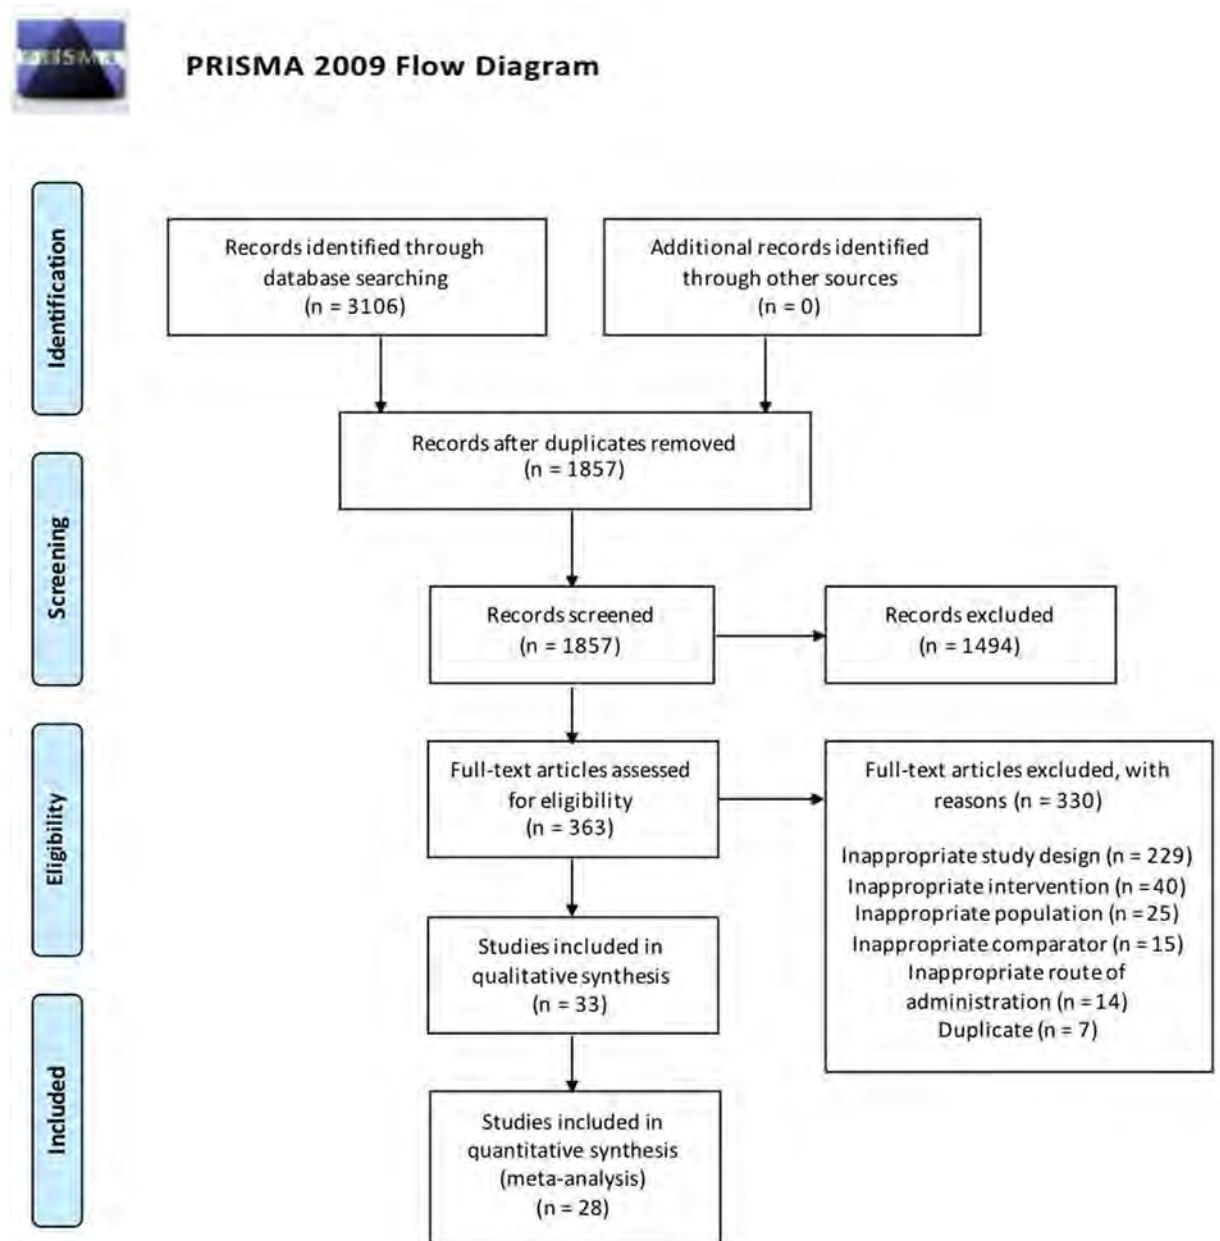 PRISMA
PRISMA 2009 Flow Diagram
Identification
Records identified through
database searching
(n = 3106)
Additional records identified
through other sources
(n = 0)
Records after duplicates removed
(n = 1857)
Screening
Records screened
(n = 1857)
Records excluded
(n = 1494)
Eligibility
Full-text articles assessed
for eligibility
(n = 363)
Full-text articles excluded, with
reasons (n = 330)
Inappropriate study design (n = 229)
Inappropriate intervention (n = 40)
Inappropriate population (n = 25)
Inappropriate comparator (n = 15)
Inappropriate route of
administration (n = 14)
Duplicate (n = 7)
Studies included in
qualitative synthesis
(n = 33)
Included
Studies included in
quantitative synthesis
(meta-analysis)
(n = 28)